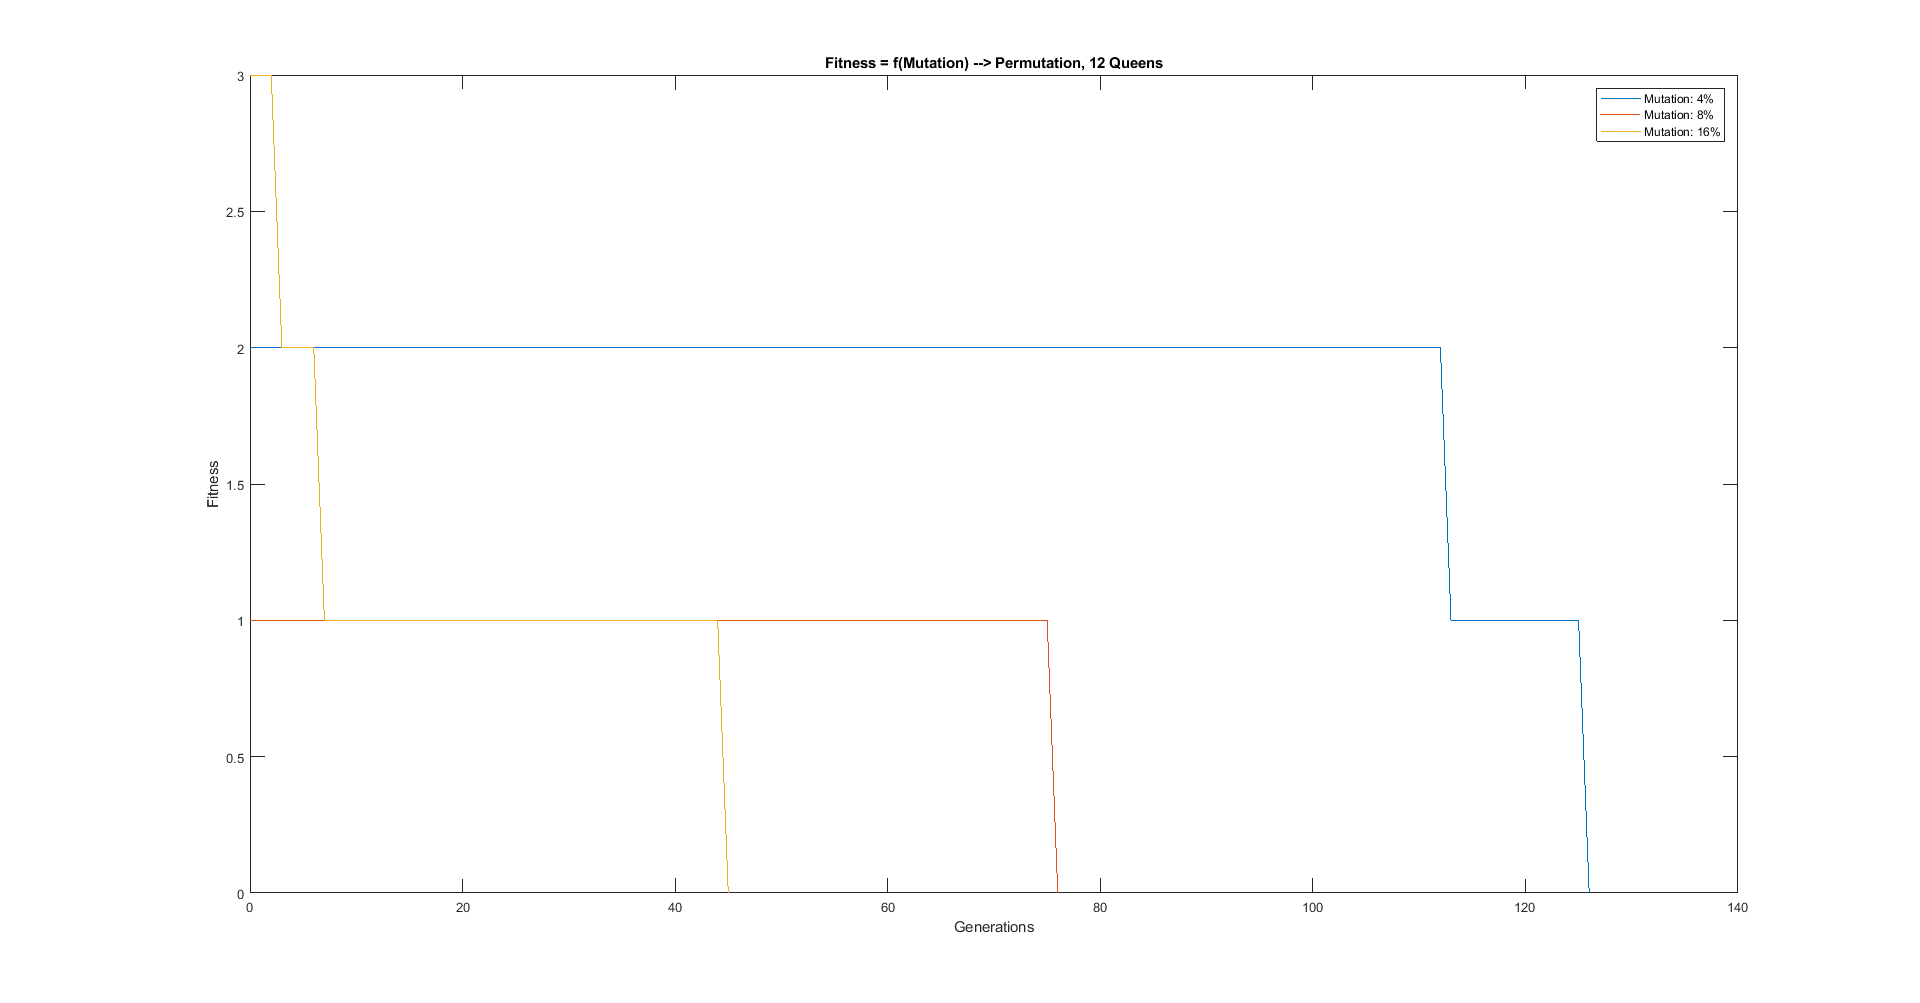 Fitness = f(Mutation) --> Permutation, 12 Queens
Mutation: 4%
Mutation: 8%
Mutation: 16%
3
2.5
2
1.5
1
0.5
0
Fitness
0 20 40 60 80 100 120 140
Generations